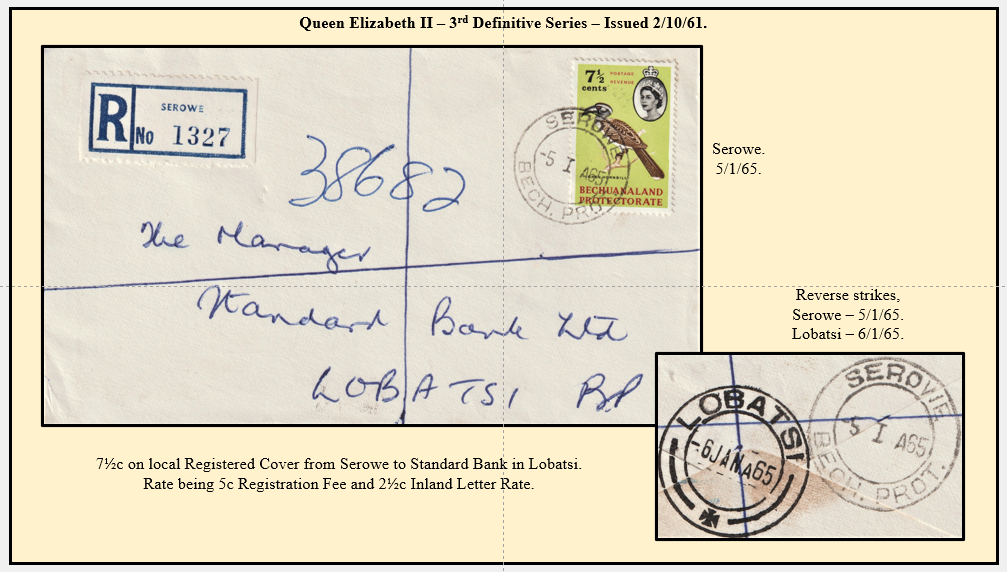 Queen Elizabeth II – 3rd Definitive Series – Issued 2/10/61.
R
SEROWE
No 1327
38682
7½
cents
POSTAGE
REVENUE
BECHUANALAND
PROTECTORATE
SEROWE
-5 I A65
BECH. PROT.
The Manager
Standard Bank Ltd
LOBATSI BP
Serowe.
5/1/65.
Reverse strikes,
Serowe – 5/1/65.
Lobatsi – 6/1/65.
LOBATSI
-6JANA65
SEROWE
5 I A65
BECH. PROT.
7½c on local Registered Cover from Serowe to Standard Bank in Lobatsi.
Rate being 5c Registration Fee and 2½c Inland Letter Rate.